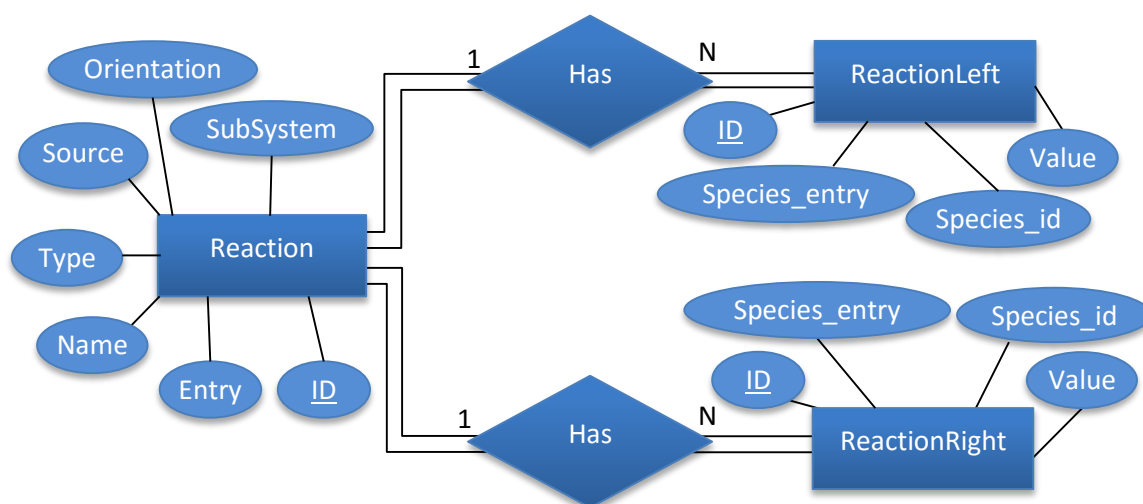 1
Has
N
ReactionLeft
Orientation
SubSystem
ID
Value
Source
Species_entry
Species_id
Reaction
Type
Species_entry
Species_id
Name
Entry
ID
ID
Value
1
Has
N
ReactionRight